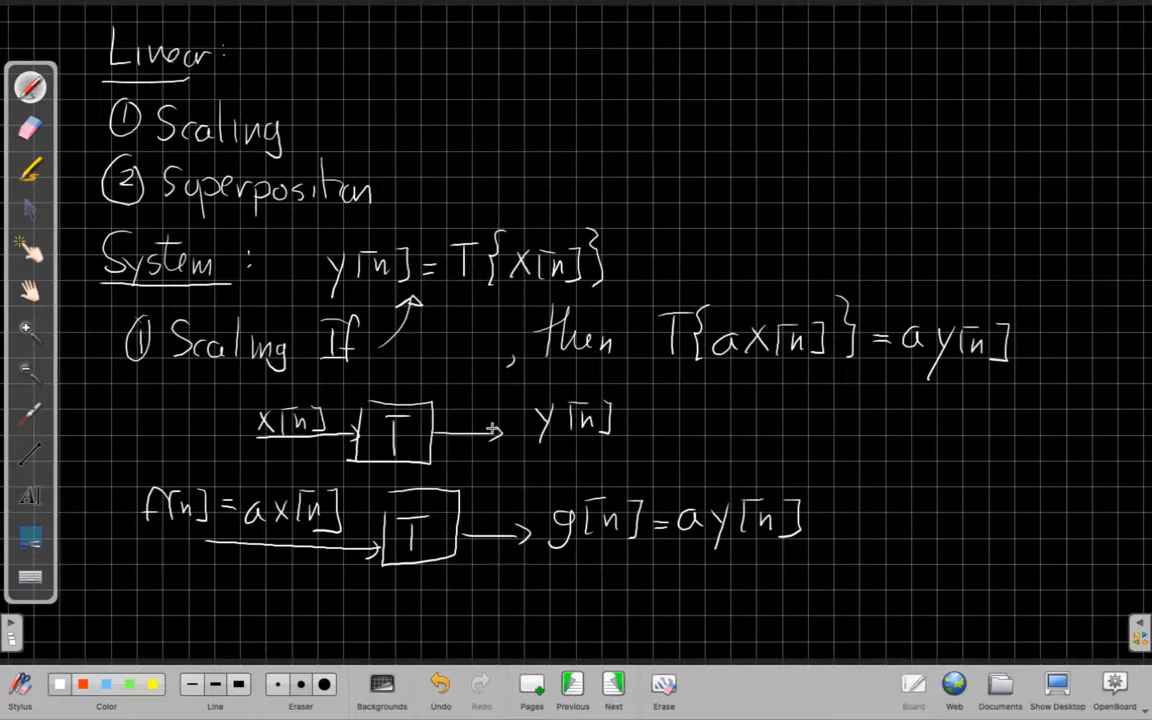 Linear:
① Scaling
② Superposition
System: y[n] = T{x[n]}
① Scaling If , then T{ax[n]} = ay[n]
x[n] T y[n]
f[n] = ax[n] T g[n] = ay[n]
Stylus Color Line Eraser Backgrounds Undo Redo Pages Previous Next Erase Board Web Documents Show Desktop OpenBoard